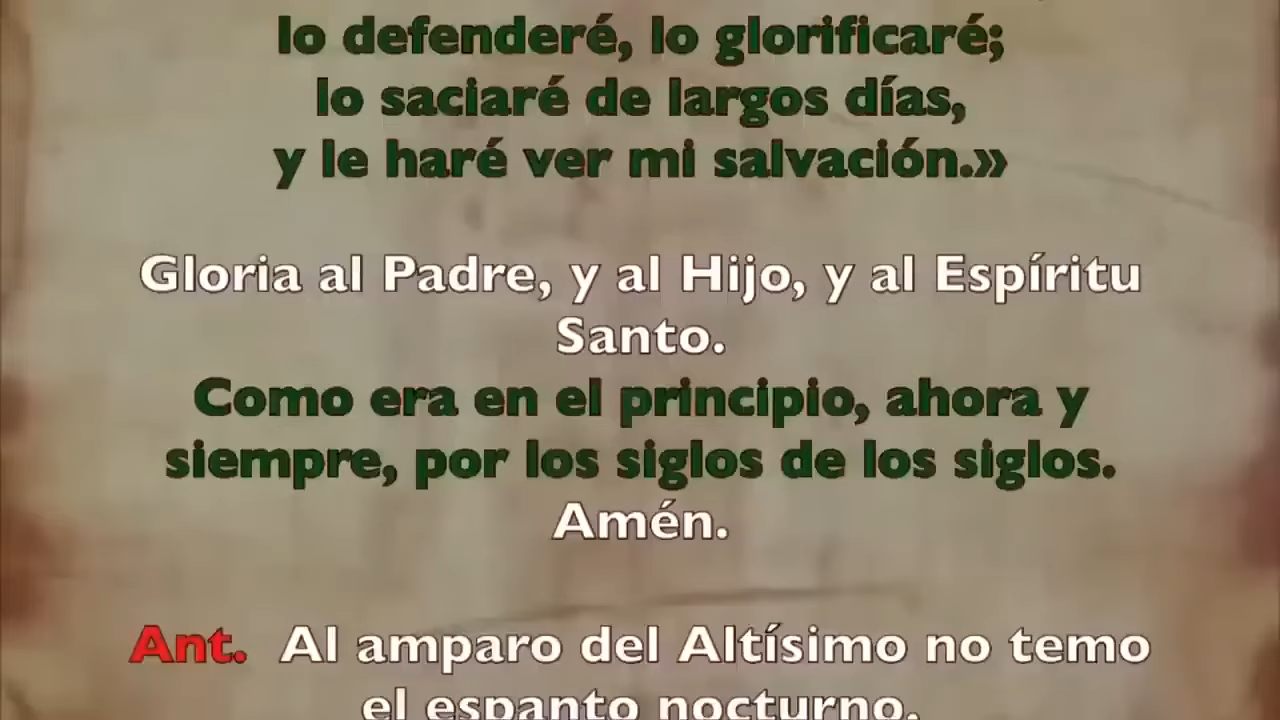 lo defenderé, lo glorificaré;
lo saciaré de largos días,
y le haré ver mi salvación.»
Gloria al Padre, y al Hijo, y al Espíritu
Santo.
Como era en el principio, ahora y
siempre, por los siglos de los siglos.
Amén.
Ant. Al amparo del Altísimo no temo
el espanto nocturno.